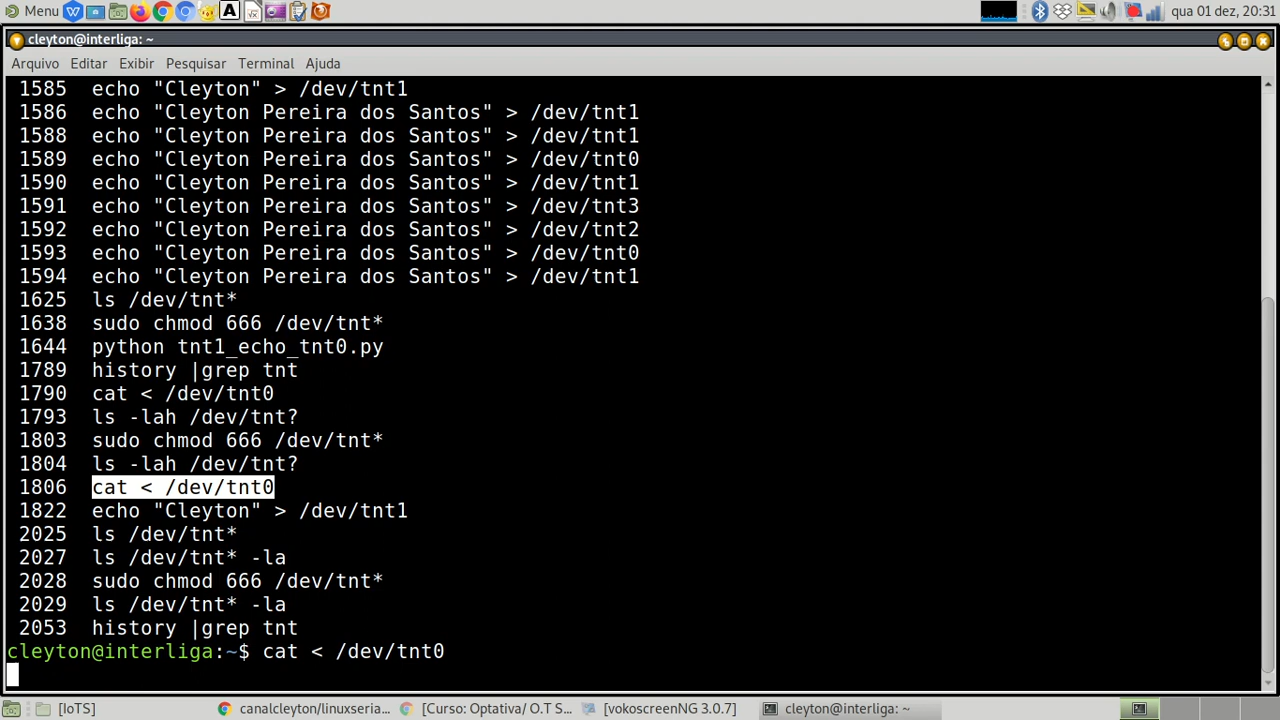 Menu
qua 01 dez, 20:31
cleyton@interliga: ~
Arquivo Editar Exibir Pesquisar Terminal Ajuda
1585 echo "Cleyton" > /dev/tnt1
1586 echo "Cleyton Pereira dos Santos" > /dev/tnt1
1588 echo "Cleyton Pereira dos Santos" > /dev/tnt1
1589 echo "Cleyton Pereira dos Santos" > /dev/tnt0
1590 echo "Cleyton Pereira dos Santos" > /dev/tnt1
1591 echo "Cleyton Pereira dos Santos" > /dev/tnt3
1592 echo "Cleyton Pereira dos Santos" > /dev/tnt2
1593 echo "Cleyton Pereira dos Santos" > /dev/tnt0
1594 echo "Cleyton Pereira dos Santos" > /dev/tnt1
1625 ls /dev/tnt*
1638 sudo chmod 666 /dev/tnt*
1644 python tnt1_echo_tnt0.py
1789 history |grep tnt
1790 cat < /dev/tnt0
1793 ls -lah /dev/tnt?
1803 sudo chmod 666 /dev/tnt*
1804 ls -lah /dev/tnt?
1806 cat < /dev/tnt0
1822 echo "Cleyton" > /dev/tnt1
2025 ls /dev/tnt*
2027 ls /dev/tnt* -la
2028 sudo chmod 666 /dev/tnt*
2029 ls /dev/tnt* -la
2053 history |grep tnt
cleyton@interliga:~$ cat < /dev/tnt0
[IoTS] canalcleyton/linuxseria... [Curso: Optativa/ O.T S... [vokoscreenNG 3.0.7] cleyton@interliga: ~